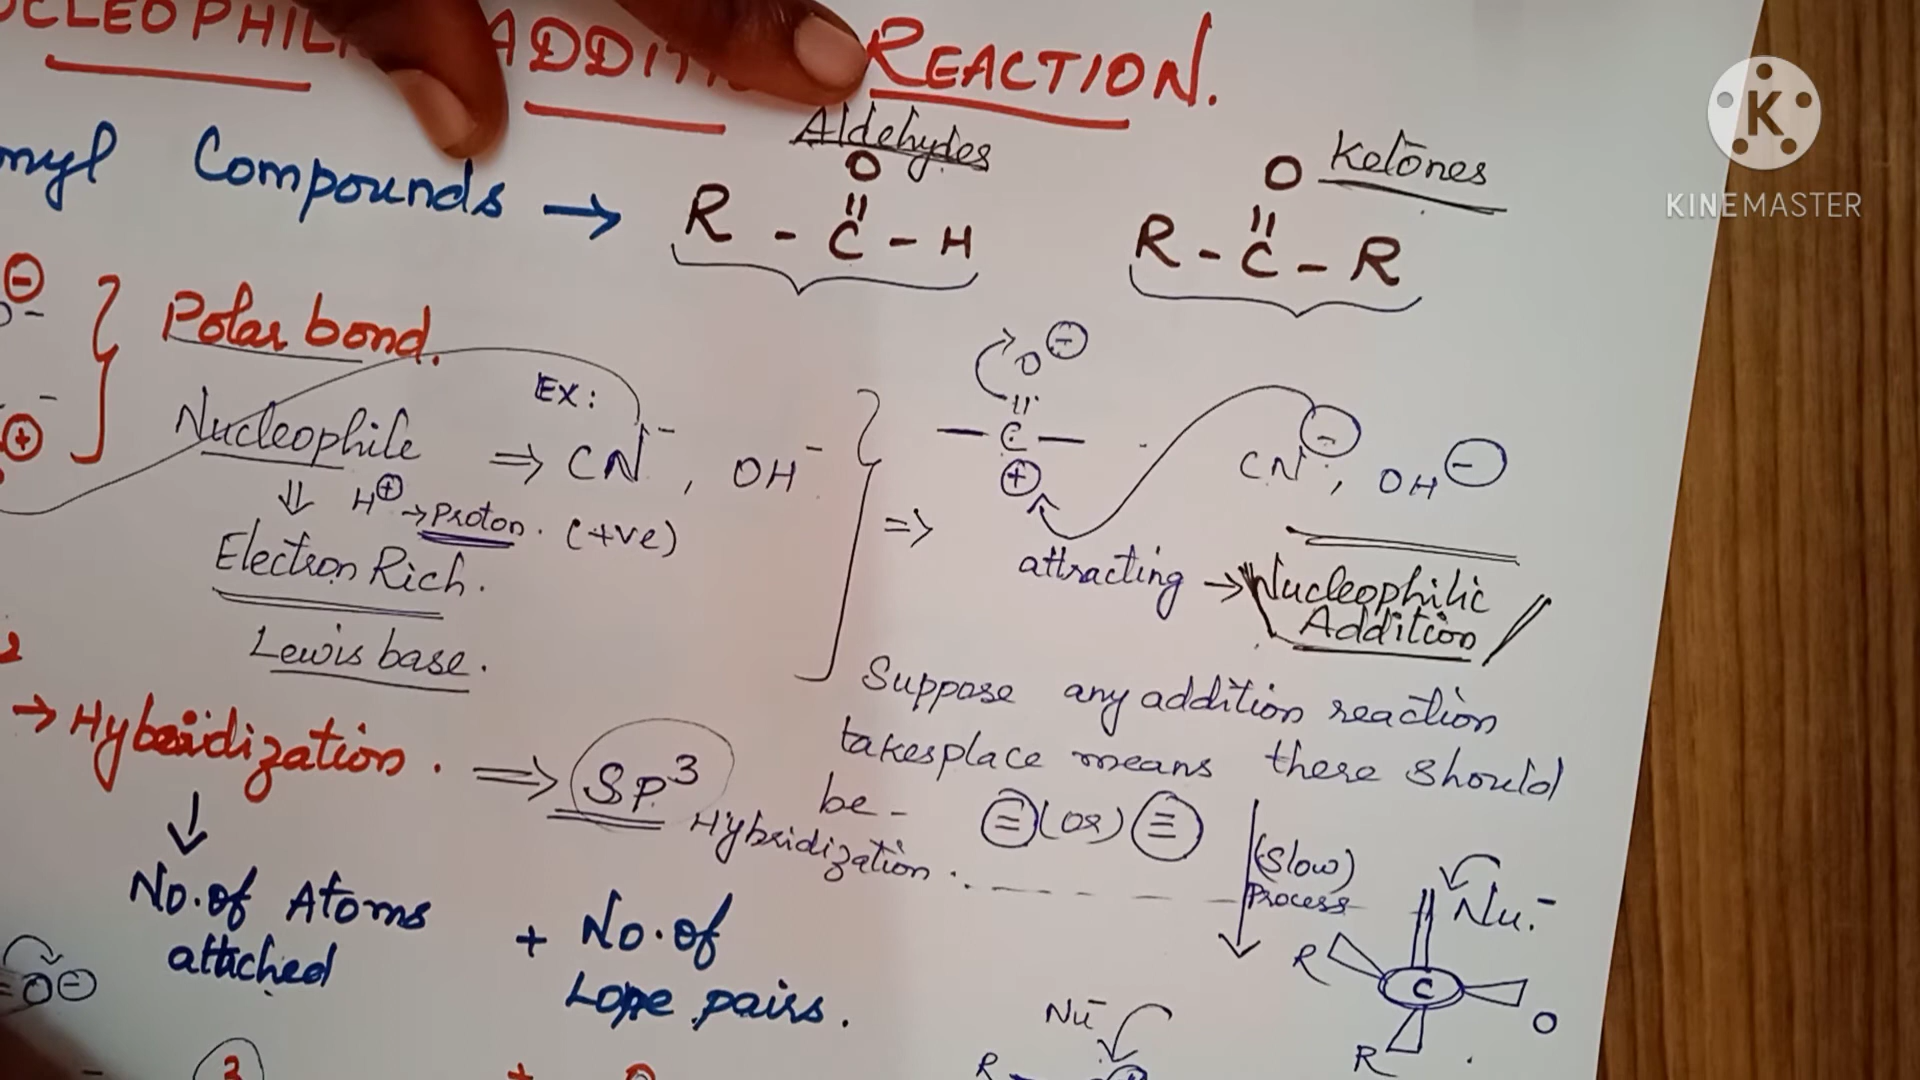 REACTION.
Aldehydes
Compounds → R - C - H
O
Ketones
O
R - C - R
Polar bond.
Nucleophile ⇒ CN⁻, OH⁻
EX:
H⊕ → Proton. (+ve)
Electron Rich.
Lewis base.
O⊖
- C -
⊕
CN⊖, OH⊖
attracting → Nucleophilic
Addition
Suppose any addition reaction
takesplace means there should
be - (=) (or) (≡)
→ Hybridization. ⇒ SP³
Hybridization.
No. of Atoms
attached
+ No. of
Lone pairs.
(Slow)
Process
Nu:⁻
R
C
O
R
Nu⁻
R
K
KINEMASTER